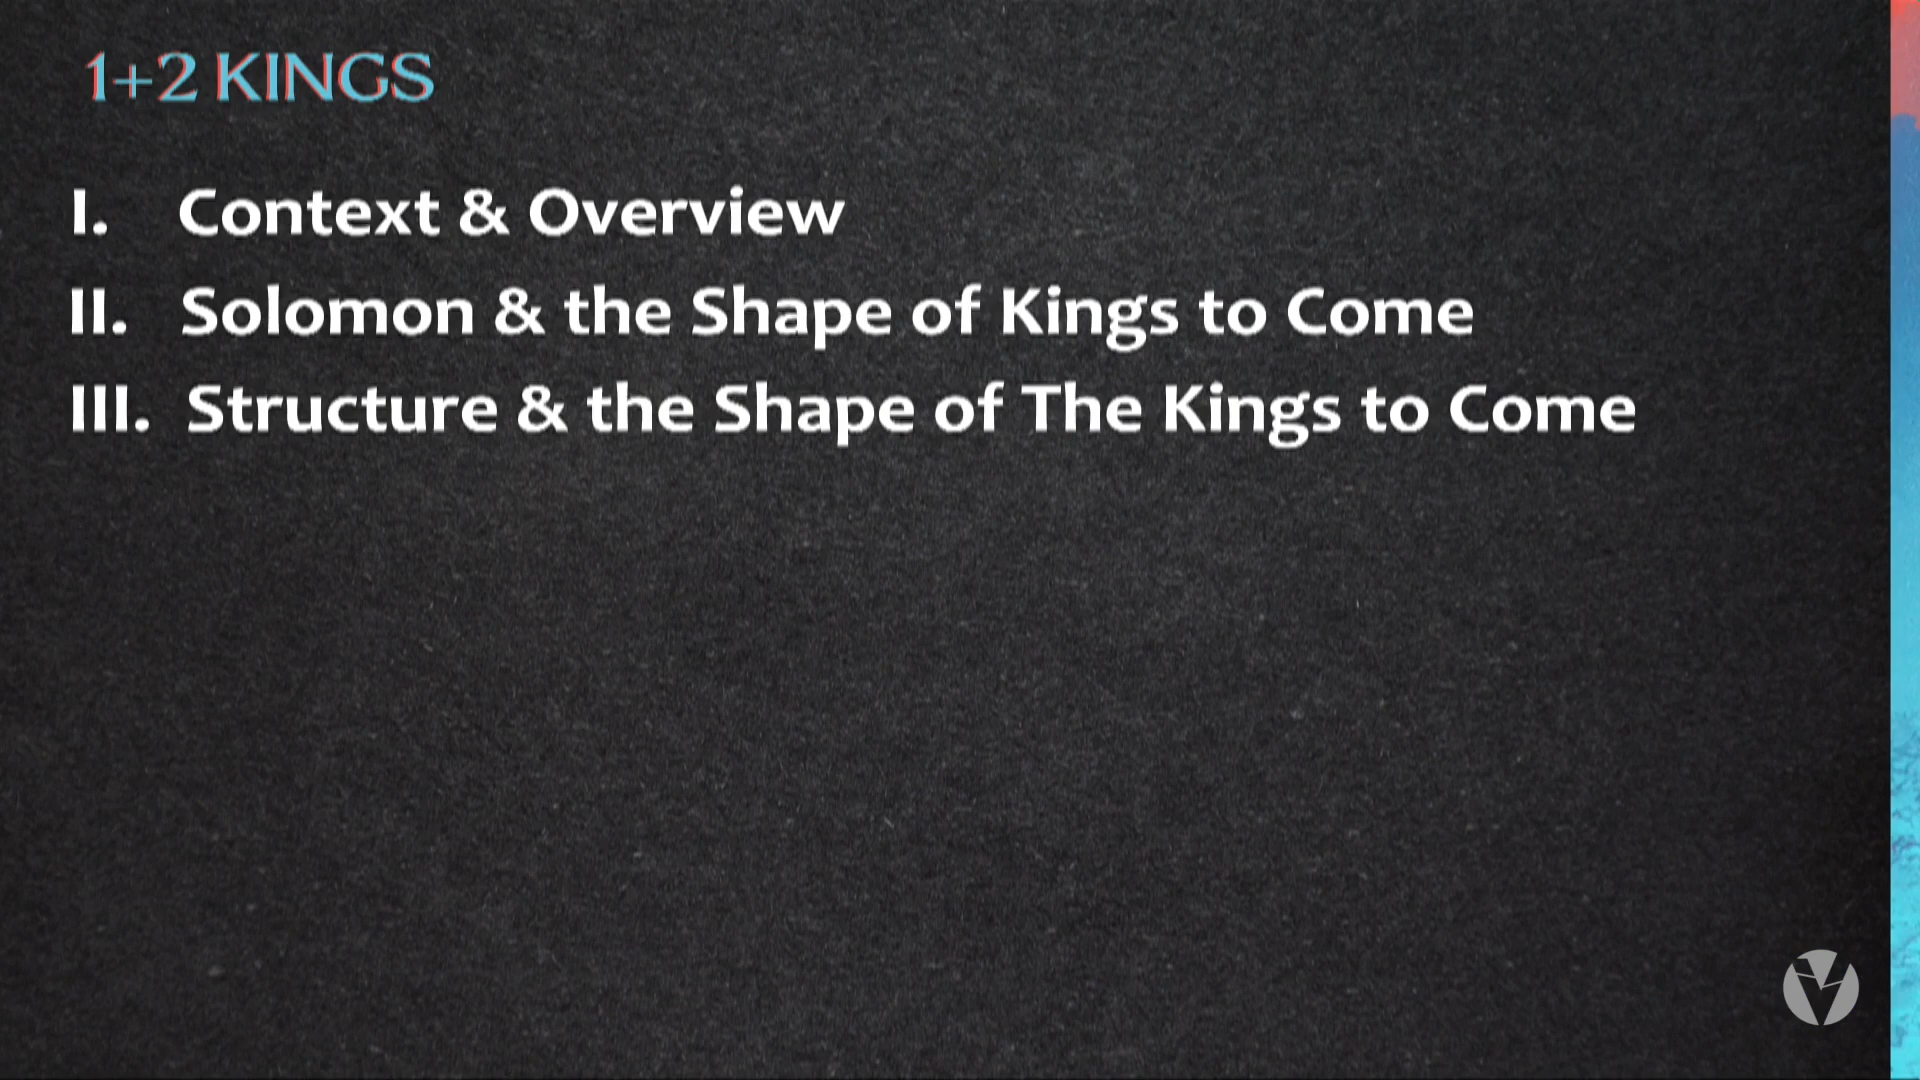 1+2 KINGS
I. Context & Overview
II. Solomon & the Shape of Kings to Come
III. Structure & the Shape of The Kings to Come